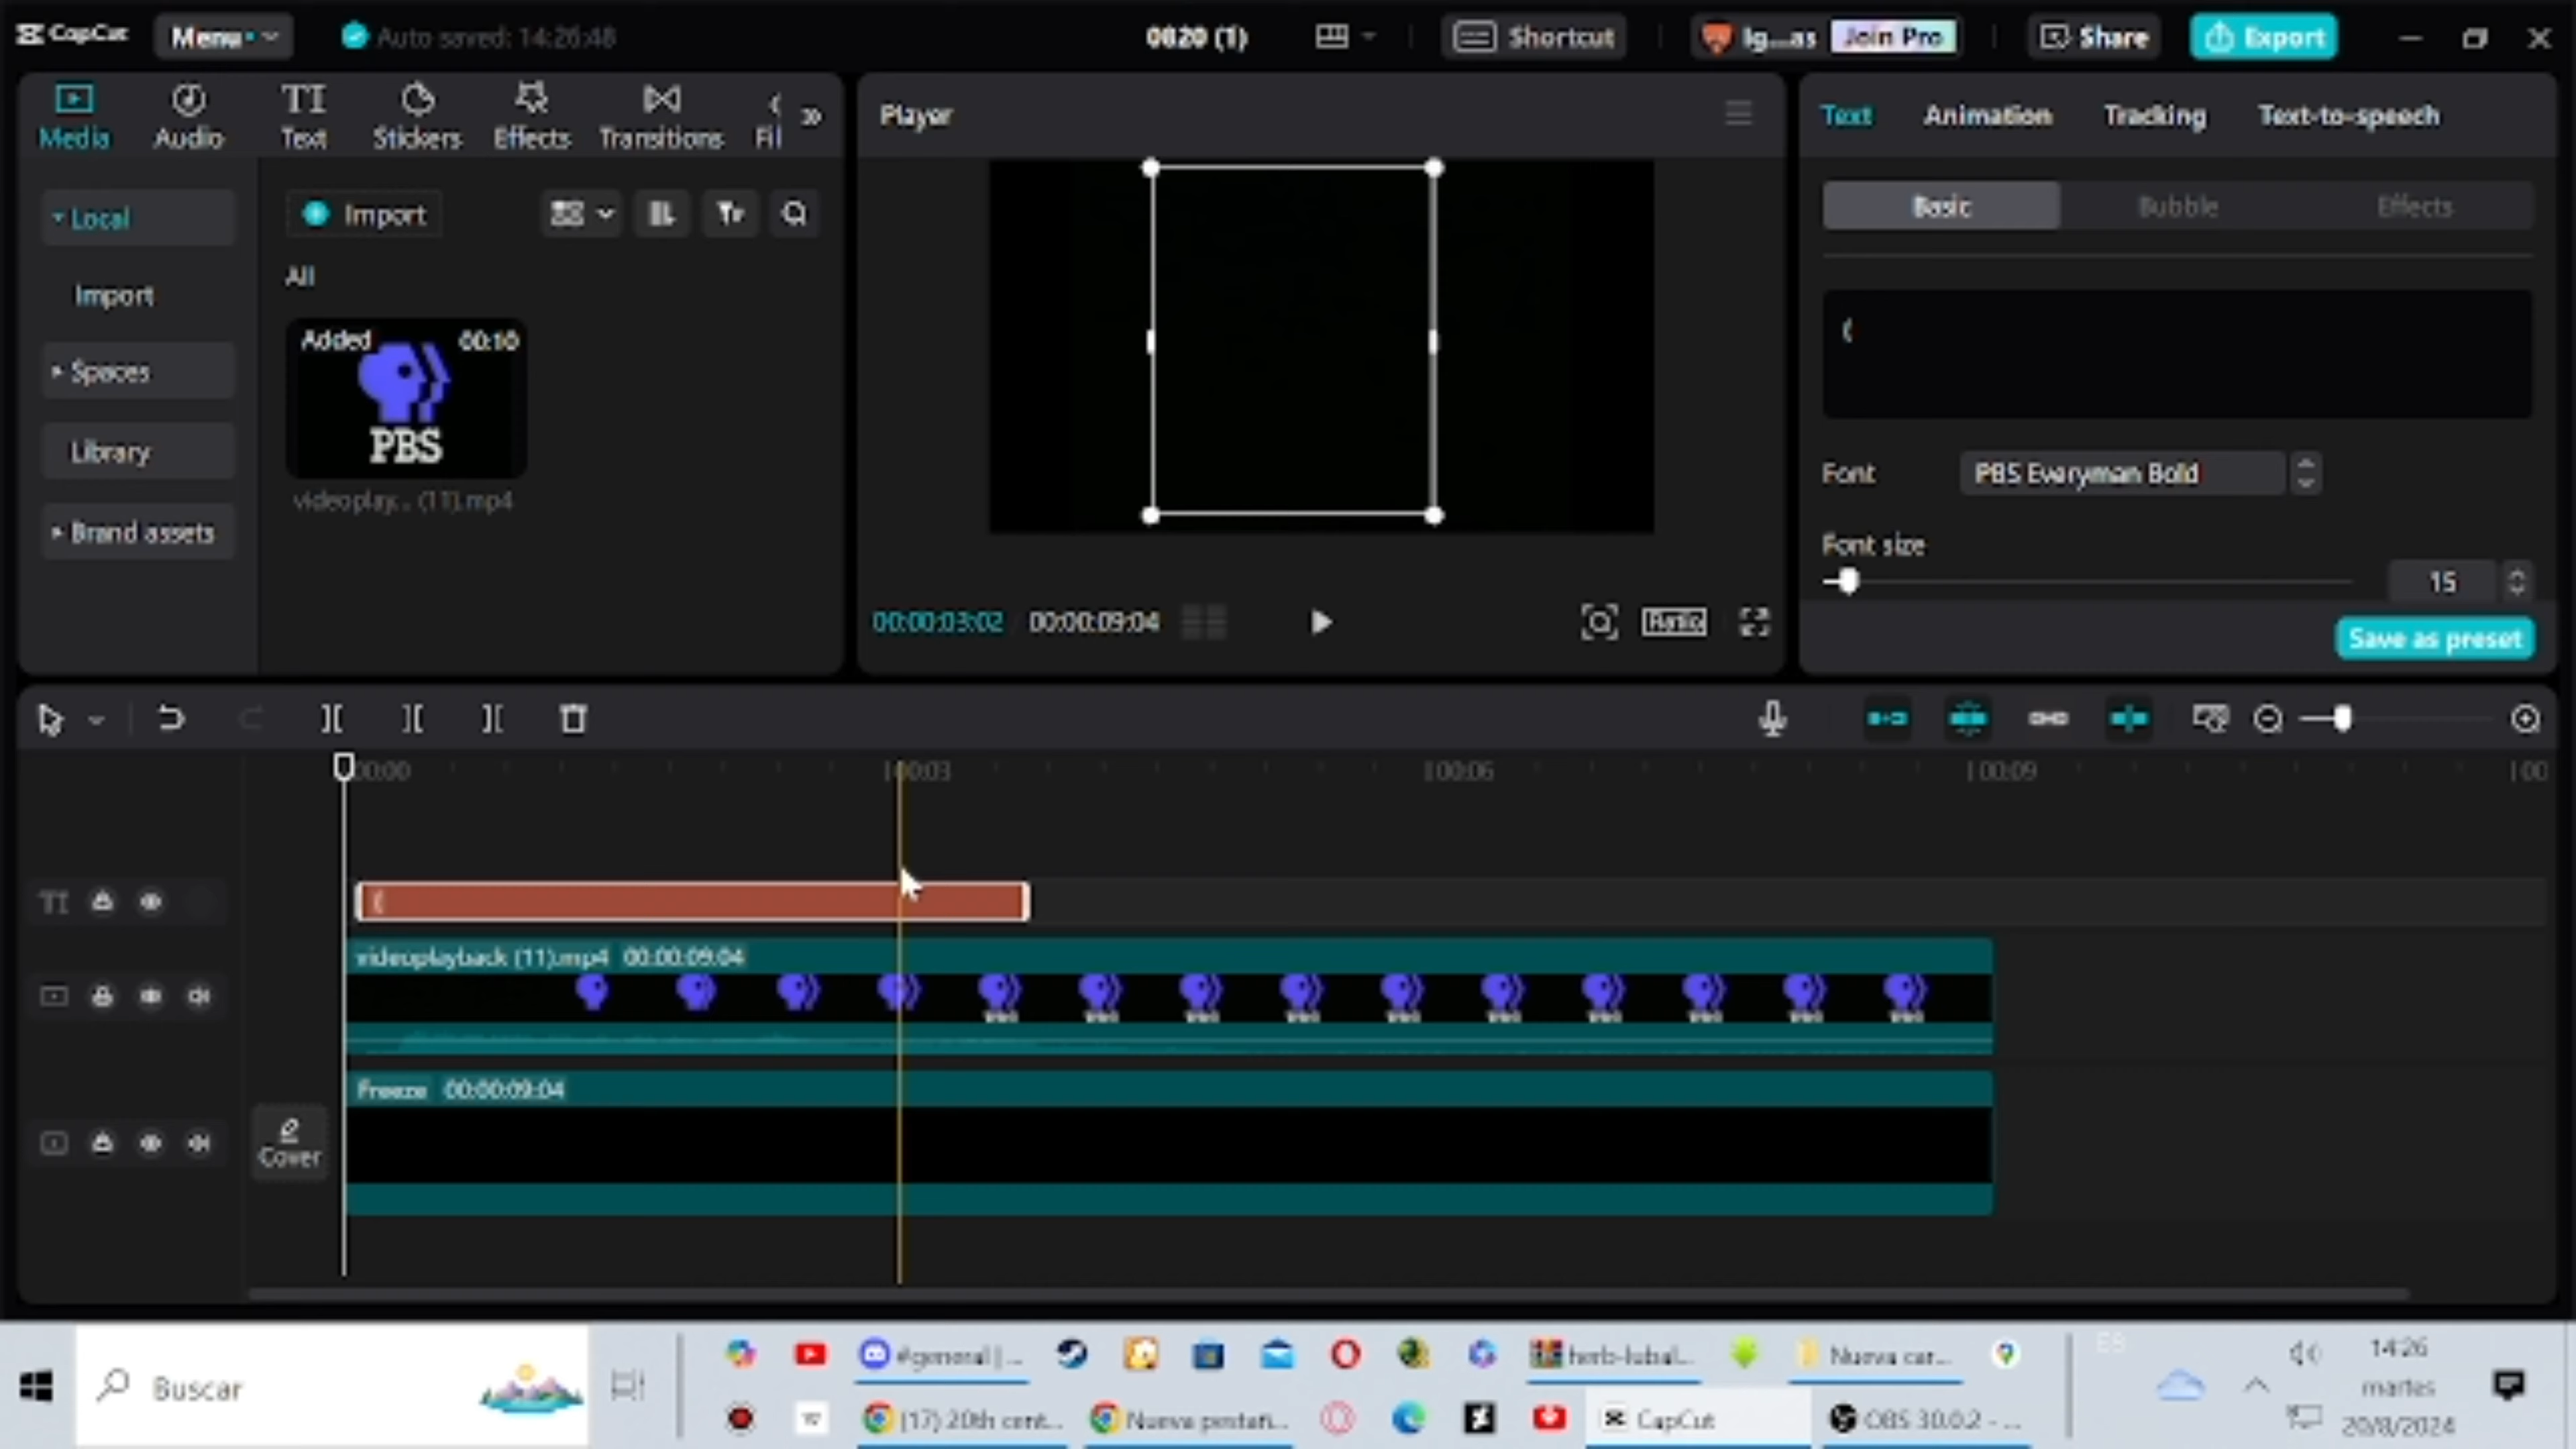 CapCut Menu Auto saved: 14:26:48 0820 (1) Shortcut Ig...as Join Pro Share Export
Media Audio Text Stickers Effects Transitions Fil
Local
Import
Spaces
Library
Brand assets
Import
All
Added 00:10
PBS
videoplay... (11).mp4
Player
00:00:03:02 00:00:09:04 Ratio
Text Animation Tracking Text-to-speech
Basic Bubble Effects
(
Font PBS Everyman Bold
Font size
15
Save as preset
00:00 00:03 00:06 00:09 00
(
videoplayback (11).mp4 00:00:09:04
Freeze 00:00:09:04
Cover
Buscar
#general | ...
herb-lubal...
Nueva car...
ES
14:26
martes
20/8/2024
(17) 20th cent...
Nueva pestañ...
CapCut
OBS 30.0.2 - ...